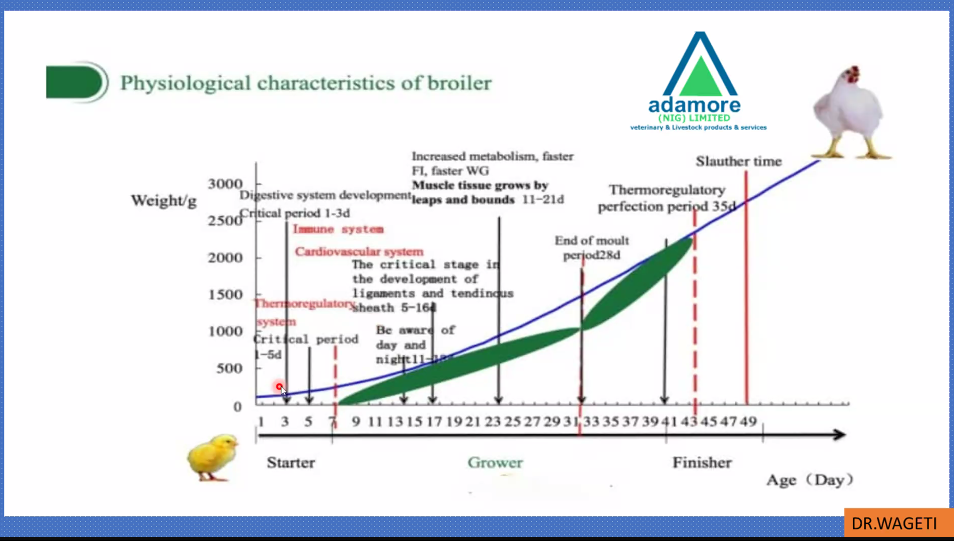 Physiological characteristics of broiler
adamore
(NIG) LIMITED
veterinary & Livestock products & services
Increased metabolism, faster
FI, faster WG
Muscle tissue grows by
leaps and bounds 11-21d
Slauther time
Weight/g
3000
2500
2000
1500
1000
500
0
Digestive system development
Critical period 1-3d
Immune system
Cardiovascular system
Thermoregulatory
perfection period 35d
End of moult
period28d
The critical stage in
the development of
ligaments and tendinous
sheath 5-16d
Thermoregulatory
system
Critical period
1-5d
Be aware of
day and
night11-
1 3 5 7 9 11 13 15 17 19 21 23 25 27 29 31 33 35 37 39 41 43 45 47 49
Starter
Grower
Finisher
Age (Day)
DR.WAGETI